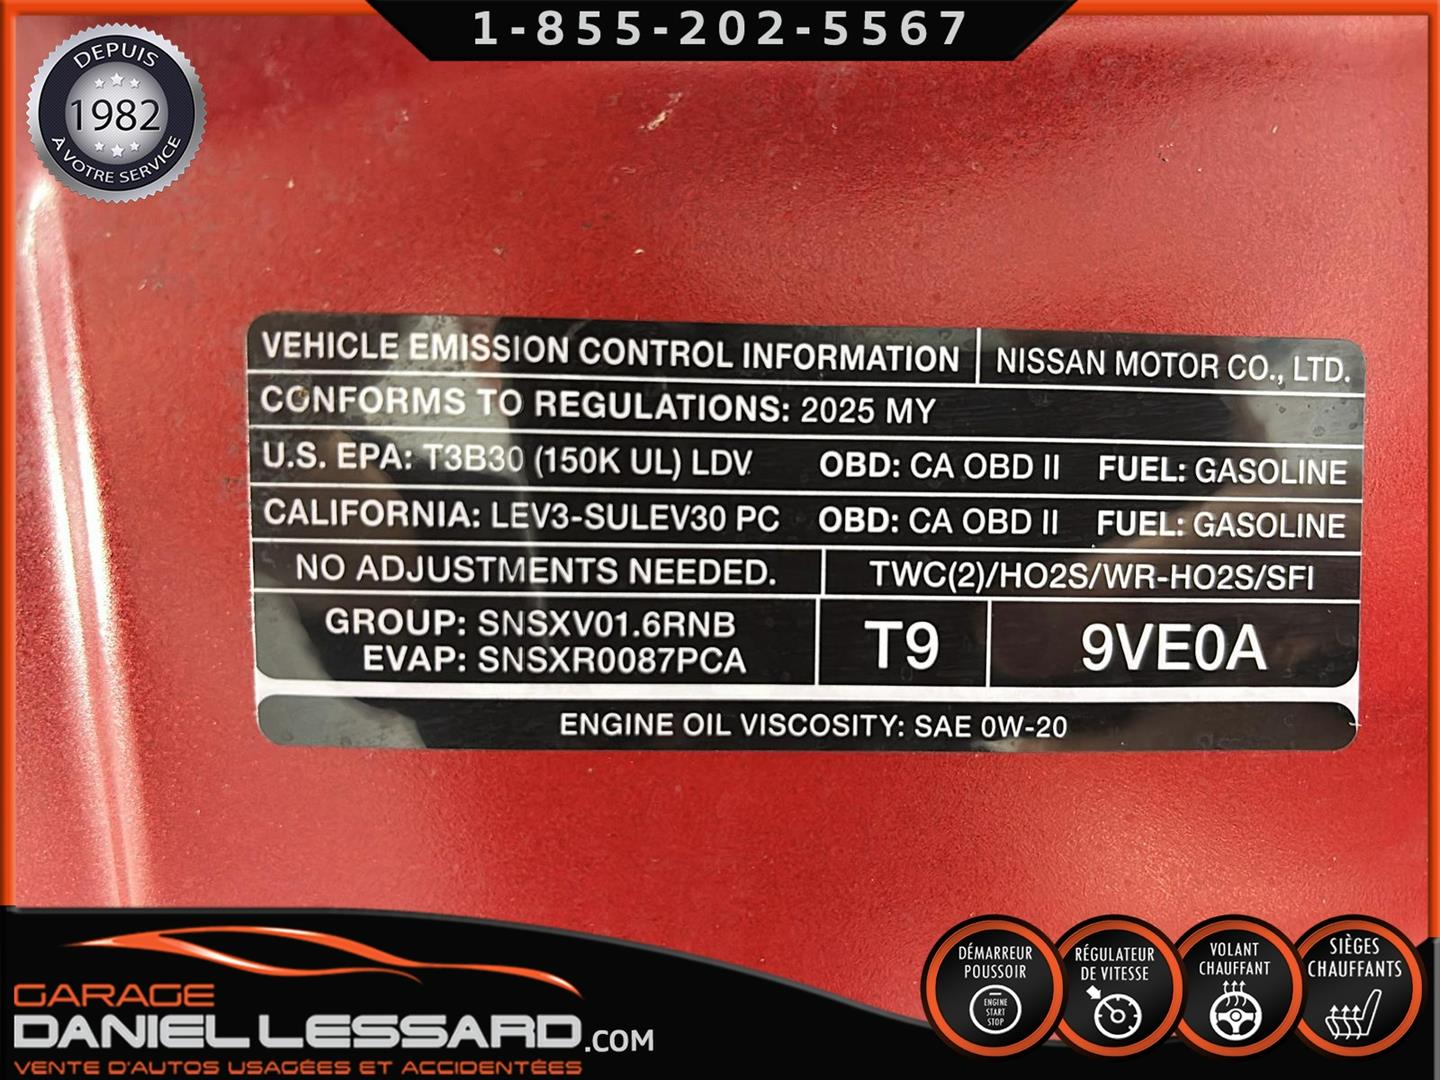 1-855-202-5567
DEPUIS
1982
À VOTRE SERVICE
VEHICLE EMISSION CONTROL INFORMATION NISSAN MOTOR CO., LTD.
CONFORMS TO REGULATIONS: 2025 MY
U.S. EPA: T3B30 (150K UL) LDV OBD: CA OBD II FUEL: GASOLINE
CALIFORNIA: LEV3-SULEV30 PC OBD: CA OBD II FUEL: GASOLINE
NO ADJUSTMENTS NEEDED. TWC(2)/HO2S/WR-HO2S/SFI
GROUP: SNSXV01.6RNB
EVAP: SNSXR0087PCA
T9 9VE0A
ENGINE OIL VISCOSITY: SAE 0W-20
GARAGE
DANIEL LESSARD.COM
VENTE D'AUTOS USAGÉES ET ACCIDENTÉES
DÉMARREUR
POUSSOIR
ENGINE
START
STOP
RÉGULATEUR
DE VITESSE
VOLANT
CHAUFFANT
SIÈGES
CHAUFFANTS